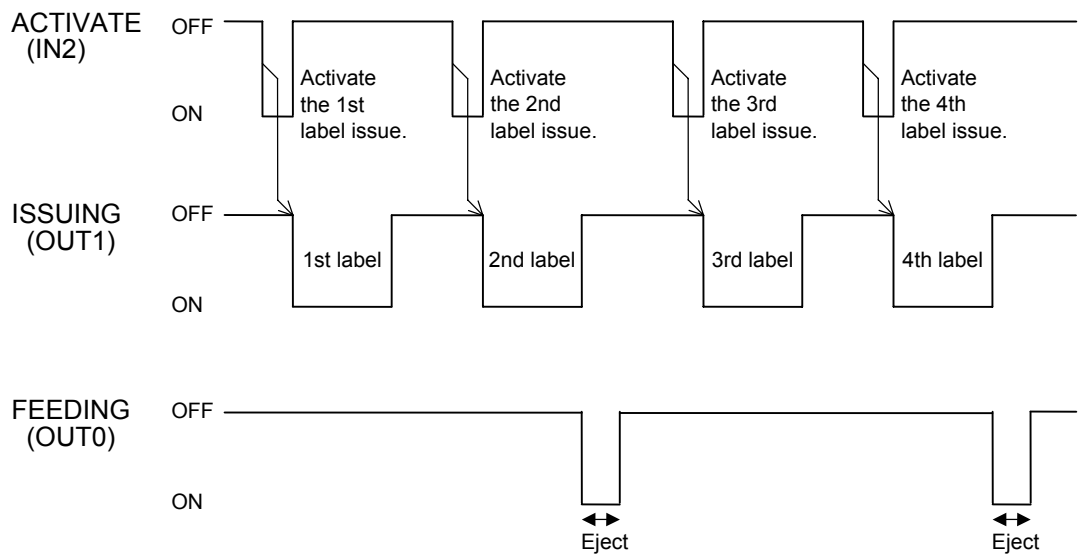 ACTIVATE
(IN2)
OFF
ON
Activate
the 1st
label issue.
Activate
the 2nd
label issue.
Activate
the 3rd
label issue.
Activate
the 4th
label issue.
ISSUING
(OUT1)
OFF
ON
1st label
2nd label
3rd label
4th label
FEEDING
(OUT0)
OFF
ON
Eject
Eject